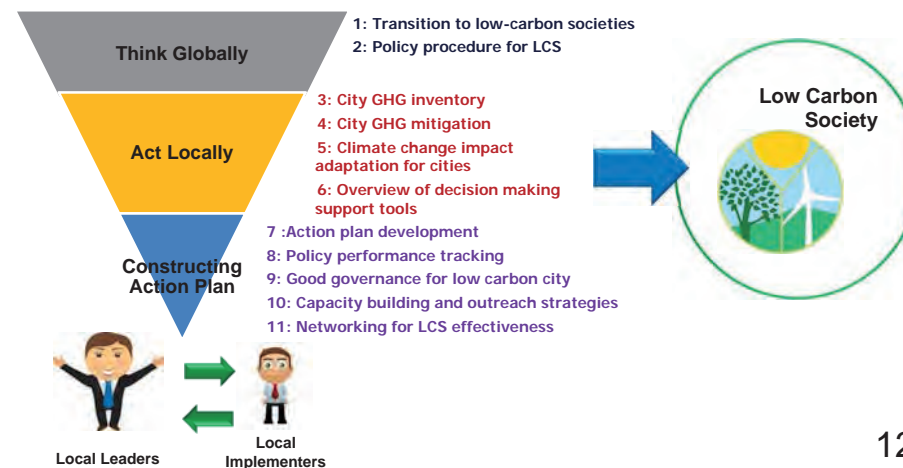 Think Globally
1: Transition to low-carbon societies
2: Policy procedure for LCS
Act Locally
3: City GHG inventory
4: City GHG mitigation
5: Climate change impact
adaptation for cities
6: Overview of decision making
support tools
Constructing
Action Plan
7 :Action plan development
8: Policy performance tracking
9: Good governance for low carbon city
10: Capacity building and outreach strategies
11: Networking for LCS effectiveness
Low Carbon
Society
Local Leaders
Local
Implementers
12